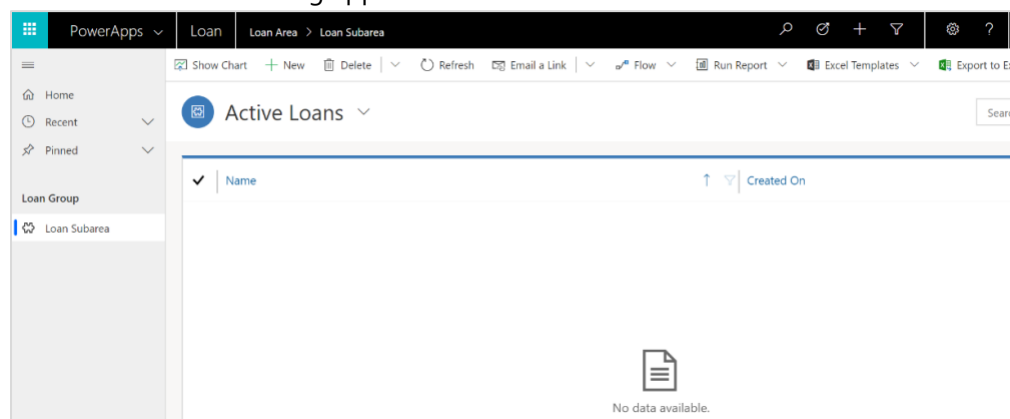 PowerApps Loan Loan Area > Loan Subarea ?
Show Chart New Delete Refresh Email a Link Flow Run Report Excel Templates Export to E
Home
Recent
Pinned
Active Loans
Sear
Name Created On
Loan Group
Loan Subarea
No data available.